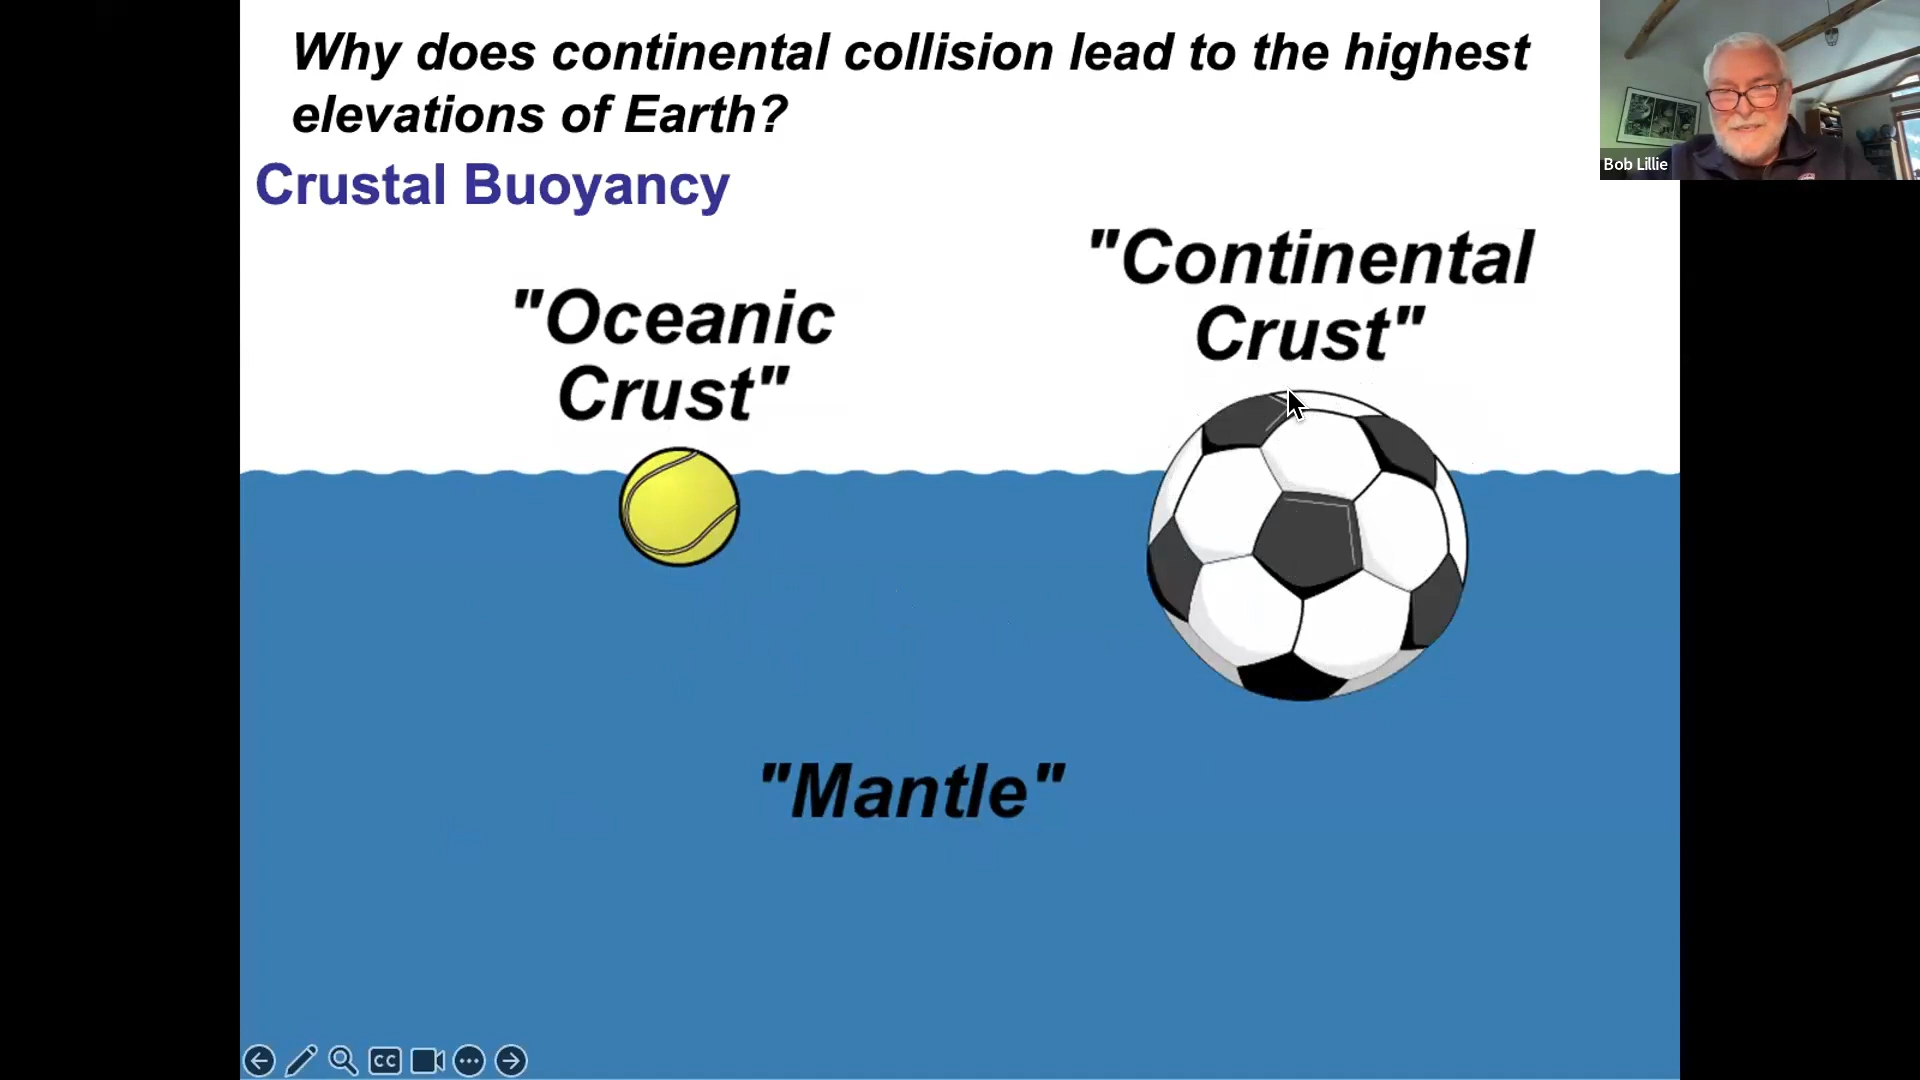 Why does continental collision lead to the highest
elevations of Earth?
Crustal Buoyancy
"Oceanic
Crust"
"Continental
Crust"
"Mantle"
Bob Lillie
CC